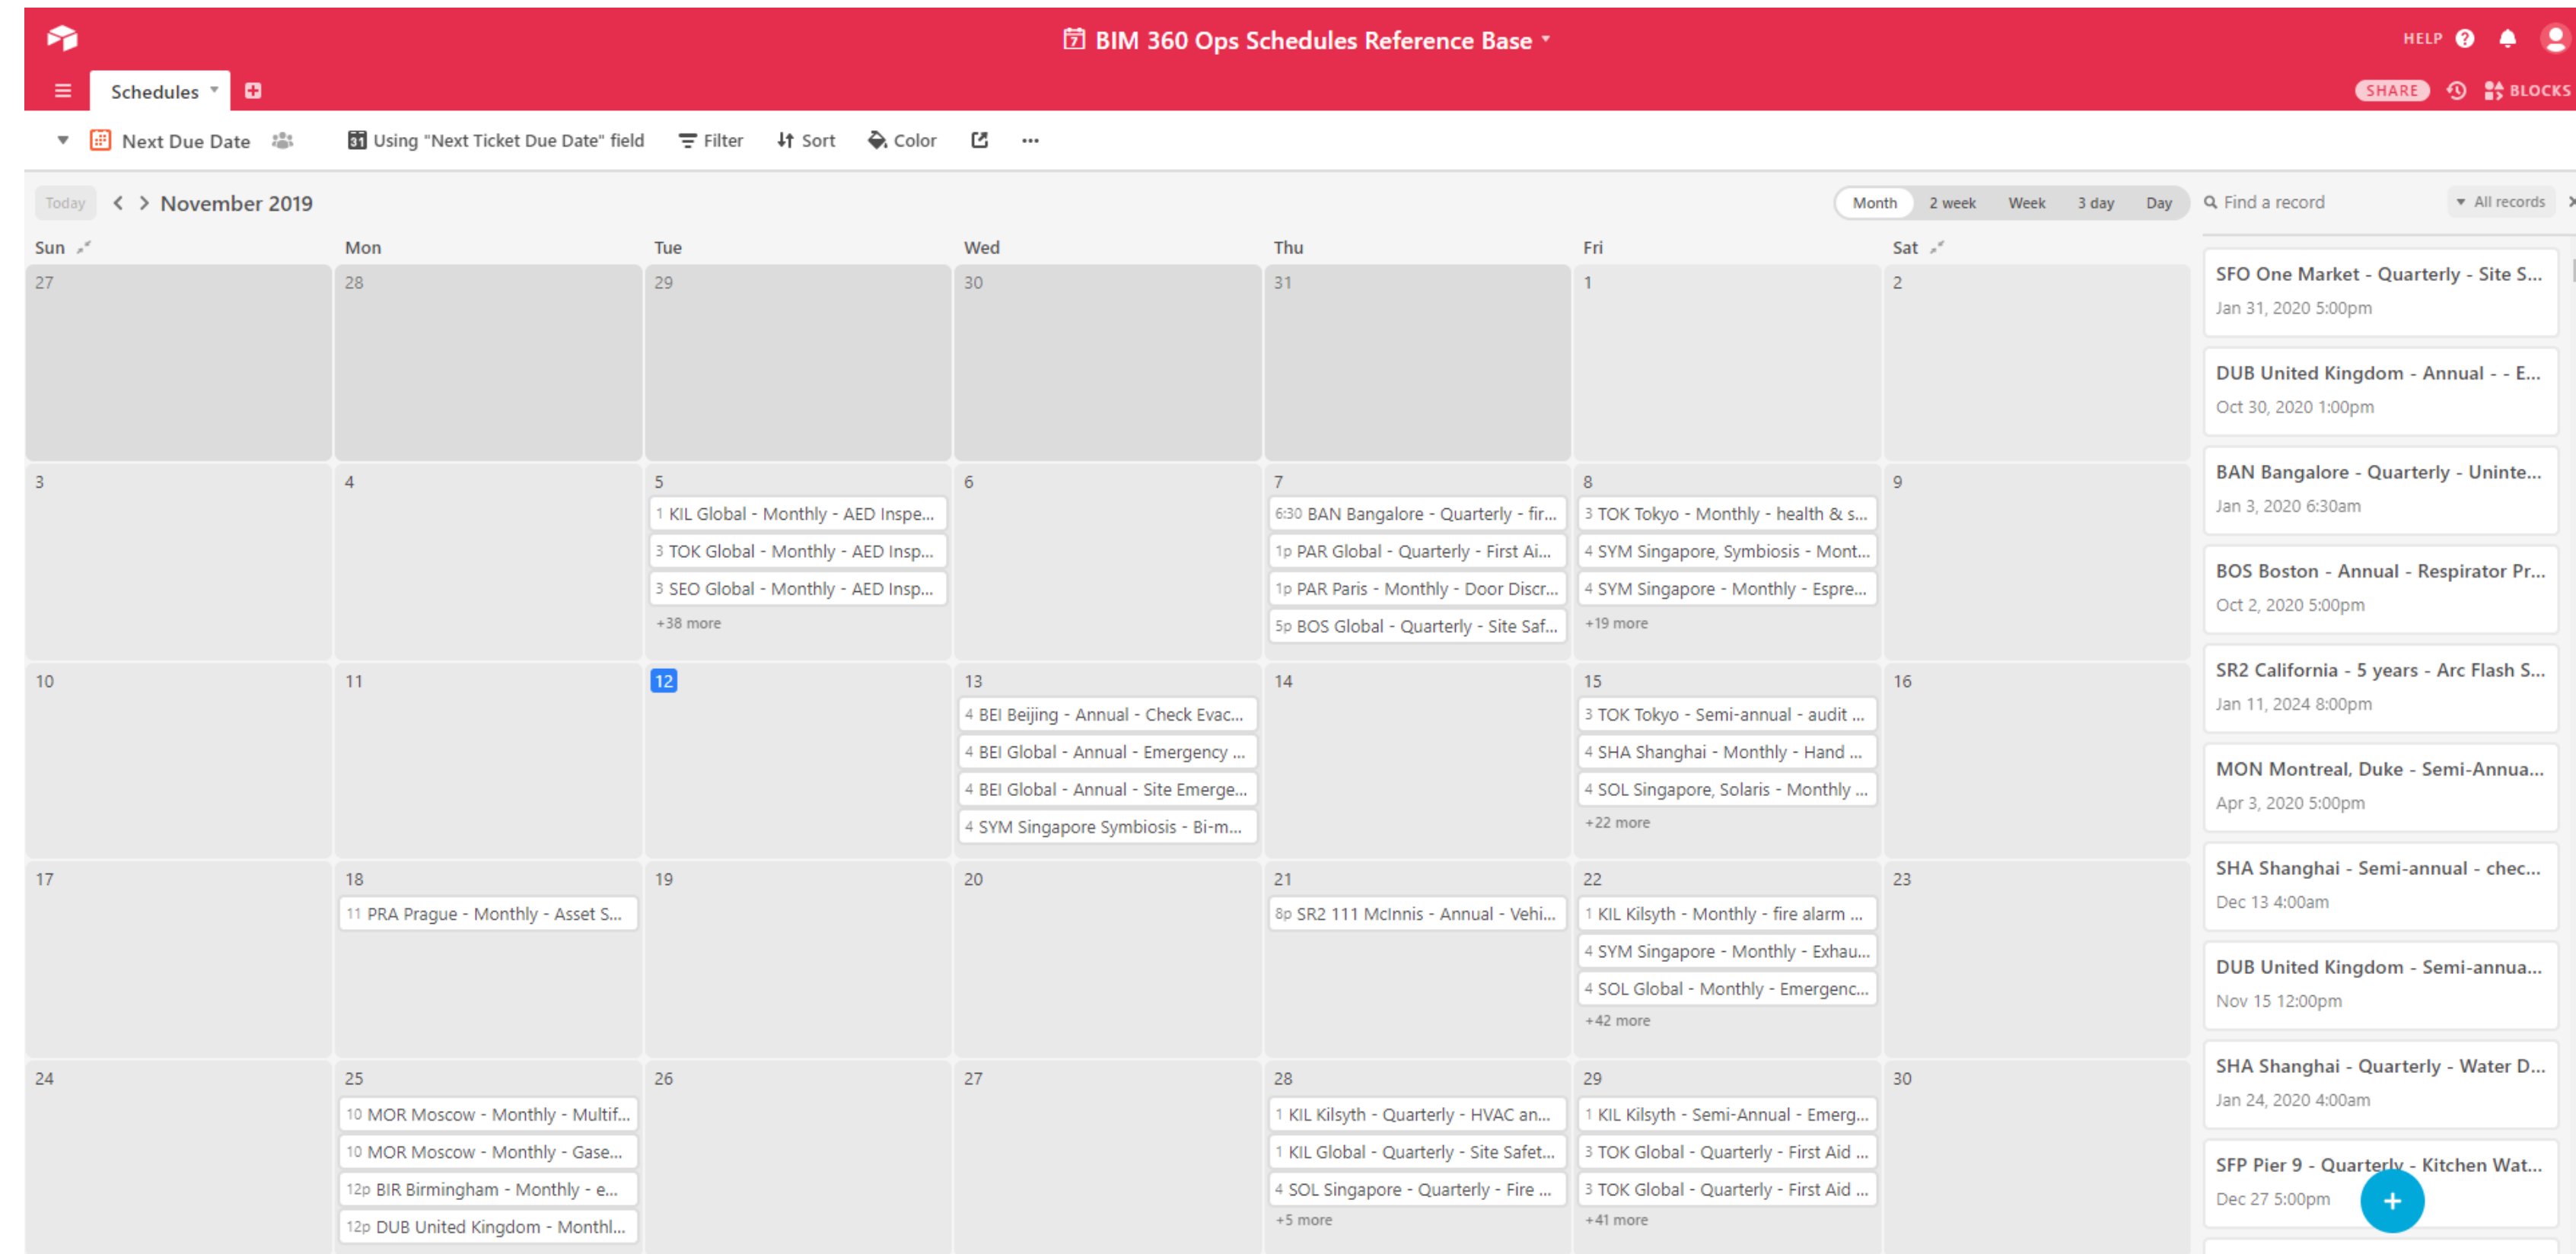 BIM 360 Ops Schedules Reference Base
HELP
Schedules
SHARE
BLOCKS
Next Due Date
31 Using "Next Ticket Due Date" field
Filter
Sort
Color
Today
November 2019
Month
2 week
Week
3 day
Day
Find a record
All records
Sun
Mon
Tue
Wed
Thu
Fri
Sat
27
28
29
30
31
1
2
3
4
5
1 KIL Global - Monthly - AED Inspe...
3 TOK Global - Monthly - AED Insp...
3 SEO Global - Monthly - AED Insp...
+38 more
6
7
6:30 BAN Bangalore - Quarterly - fir...
1p PAR Global - Quarterly - First Ai...
1p PAR Paris - Monthly - Door Discr...
5p BOS Global - Quarterly - Site Saf...
8
3 TOK Tokyo - Monthly - health & s...
4 SYM Singapore, Symbiosis - Mont...
4 SYM Singapore - Monthly - Espre...
+19 more
9
10
11
12
13
4 BEI Beijing - Annual - Check Evac...
4 BEI Global - Annual - Emergency ...
4 BEI Global - Annual - Site Emerge...
4 SYM Singapore Symbiosis - Bi-m...
14
15
3 TOK Tokyo - Semi-annual - audit ...
4 SHA Shanghai - Monthly - Hand ...
4 SOL Singapore, Solaris - Monthly ...
+22 more
16
17
18
11 PRA Prague - Monthly - Asset S...
19
20
21
8p SR2 111 McInnis - Annual - Vehi...
22
1 KIL Kilsyth - Monthly - fire alarm ...
4 SYM Singapore - Monthly - Exhau...
4 SOL Global - Monthly - Emergenc...
+42 more
23
24
25
10 MOR Moscow - Monthly - Multif...
10 MOR Moscow - Monthly - Gase...
12p BIR Birmingham - Monthly - e...
12p DUB United Kingdom - Monthl...
26
27
28
1 KIL Kilsyth - Quarterly - HVAC an...
1 KIL Global - Quarterly - Site Safet...
4 SOL Singapore - Quarterly - Fire ...
+5 more
29
1 KIL Kilsyth - Semi-Annual - Emerg...
3 TOK Global - Quarterly - First Aid ...
3 TOK Global - Quarterly - First Aid ...
+41 more
30
SFO One Market - Quarterly - Site S...
Jan 31, 2020 5:00pm
DUB United Kingdom - Annual - - E...
Oct 30, 2020 1:00pm
BAN Bangalore - Quarterly - Uninte...
Jan 3, 2020 6:30am
BOS Boston - Annual - Respirator Pr...
Oct 2, 2020 5:00pm
SR2 California - 5 years - Arc Flash S...
Jan 11, 2024 8:00pm
MON Montreal, Duke - Semi-Annua...
Apr 3, 2020 5:00pm
SHA Shanghai - Semi-annual - chec...
Dec 13 4:00am
DUB United Kingdom - Semi-annua...
Nov 15 12:00pm
SHA Shanghai - Quarterly - Water D...
Jan 24, 2020 4:00am
SFP Pier 9 - Quarterly - Kitchen Wat...
Dec 27 5:00pm